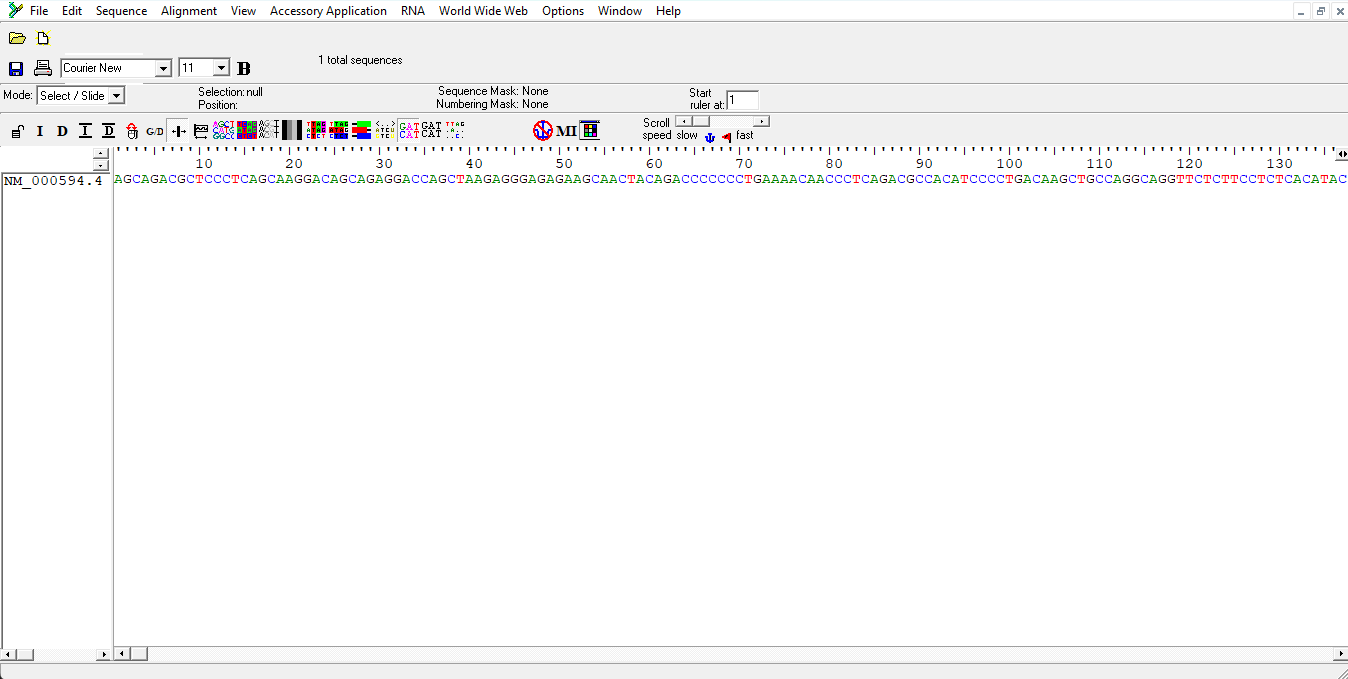 File Edit Sequence Alignment View Accessory Application RNA World Wide Web Options Window Help
Courier New 11 B 1 total sequences
Mode: Select / Slide Selection: null Sequence Mask: None Start
Position: Numbering Mask: None ruler at: 1
I D I D G/D MI Scroll
speed slow fast
10 20 30 40 50 60 70 80 90 100 110 120 130
NM_000594.4 AGCAGACGCTCCCTCAGCAAGGACAGCAGAGGACCAGCTAAGAGGGAGAGAAGCAACTACAGACCCCCCCTGAAAACAACCCTCAGACGCCACATCCCCTGACAAGCTGCCAGGCAGGTTCTCTTCCTCTCACATAC